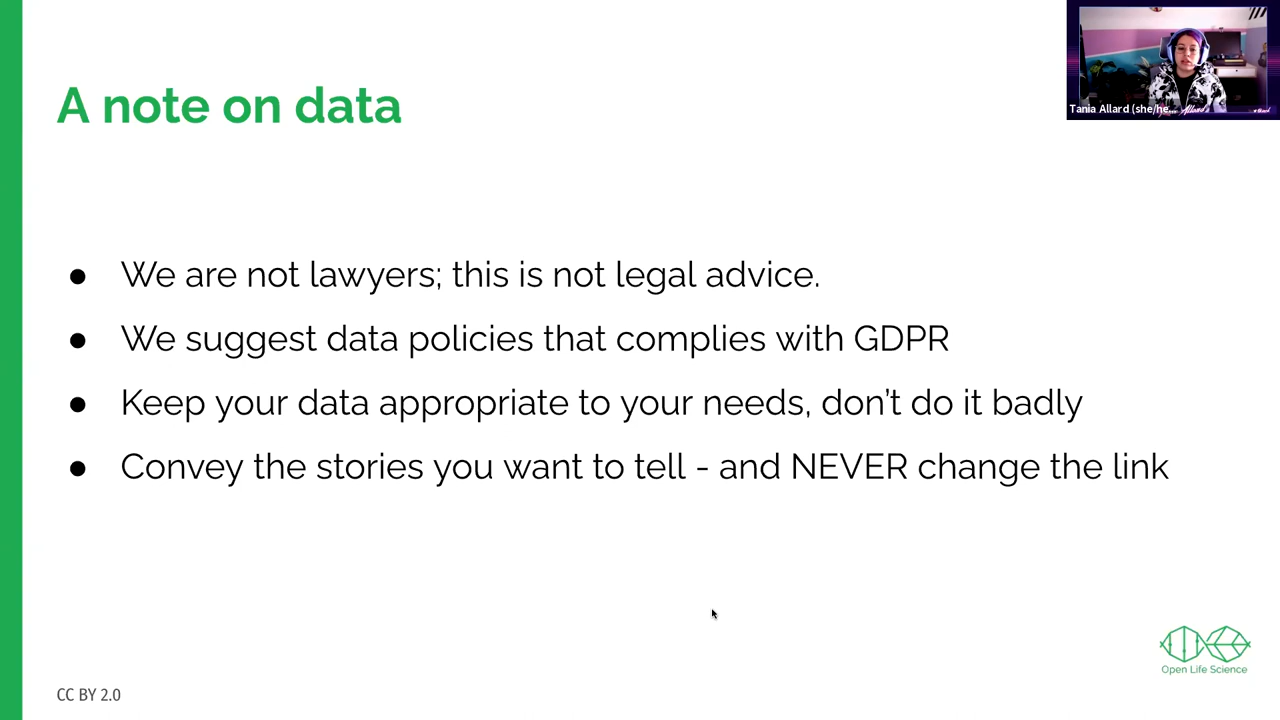 A note on data
Tania Allard (she/he...
● We are not lawyers; this is not legal advice.
● We suggest data policies that complies with GDPR
● Keep your data appropriate to your needs, don't do it badly
● Convey the stories you want to tell - and NEVER change the link
Open Life Science
CC BY 2.0